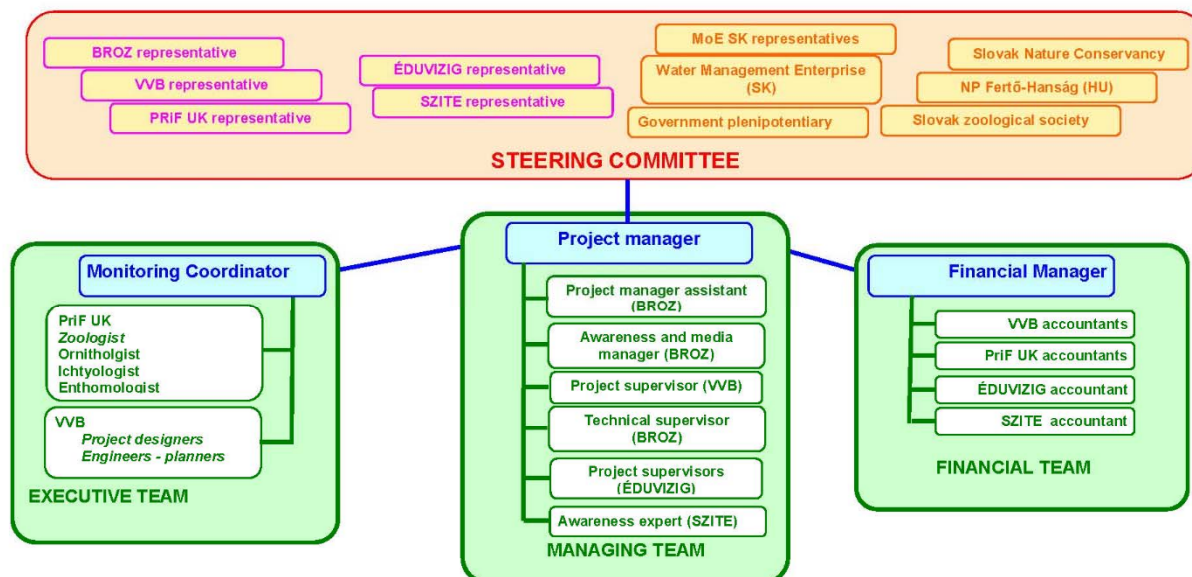 BROZ representative
VVB representative
PRiF UK representative
ÉDUVIZIG representative
SZITE representative
MoE SK representatives
Water Management Enterprise
(SK)
Government plenipotentiary
Slovak Nature Conservancy
NP Fertő-Hanság (HU)
Slovak zoological society
STEERING COMMITTEE
Monitoring Coordinator
PriF UK
Zoologist
Ornitholgist
Ichtyologist
Enthomologist
VVB
Project designers
Engineers - planners
EXECUTIVE TEAM
Project manager
Project manager assistant
(BROZ)
Awareness and media
manager (BROZ)
Project supervisor (VVB)
Technical supervisor
(BROZ)
Project supervisors
(ÉDUVIZIG)
Awareness expert (SZITE)
MANAGING TEAM
Financial Manager
VVB accountants
PriF UK accountants
ÉDUVIZIG accountant
SZITE accountant
FINANCIAL TEAM